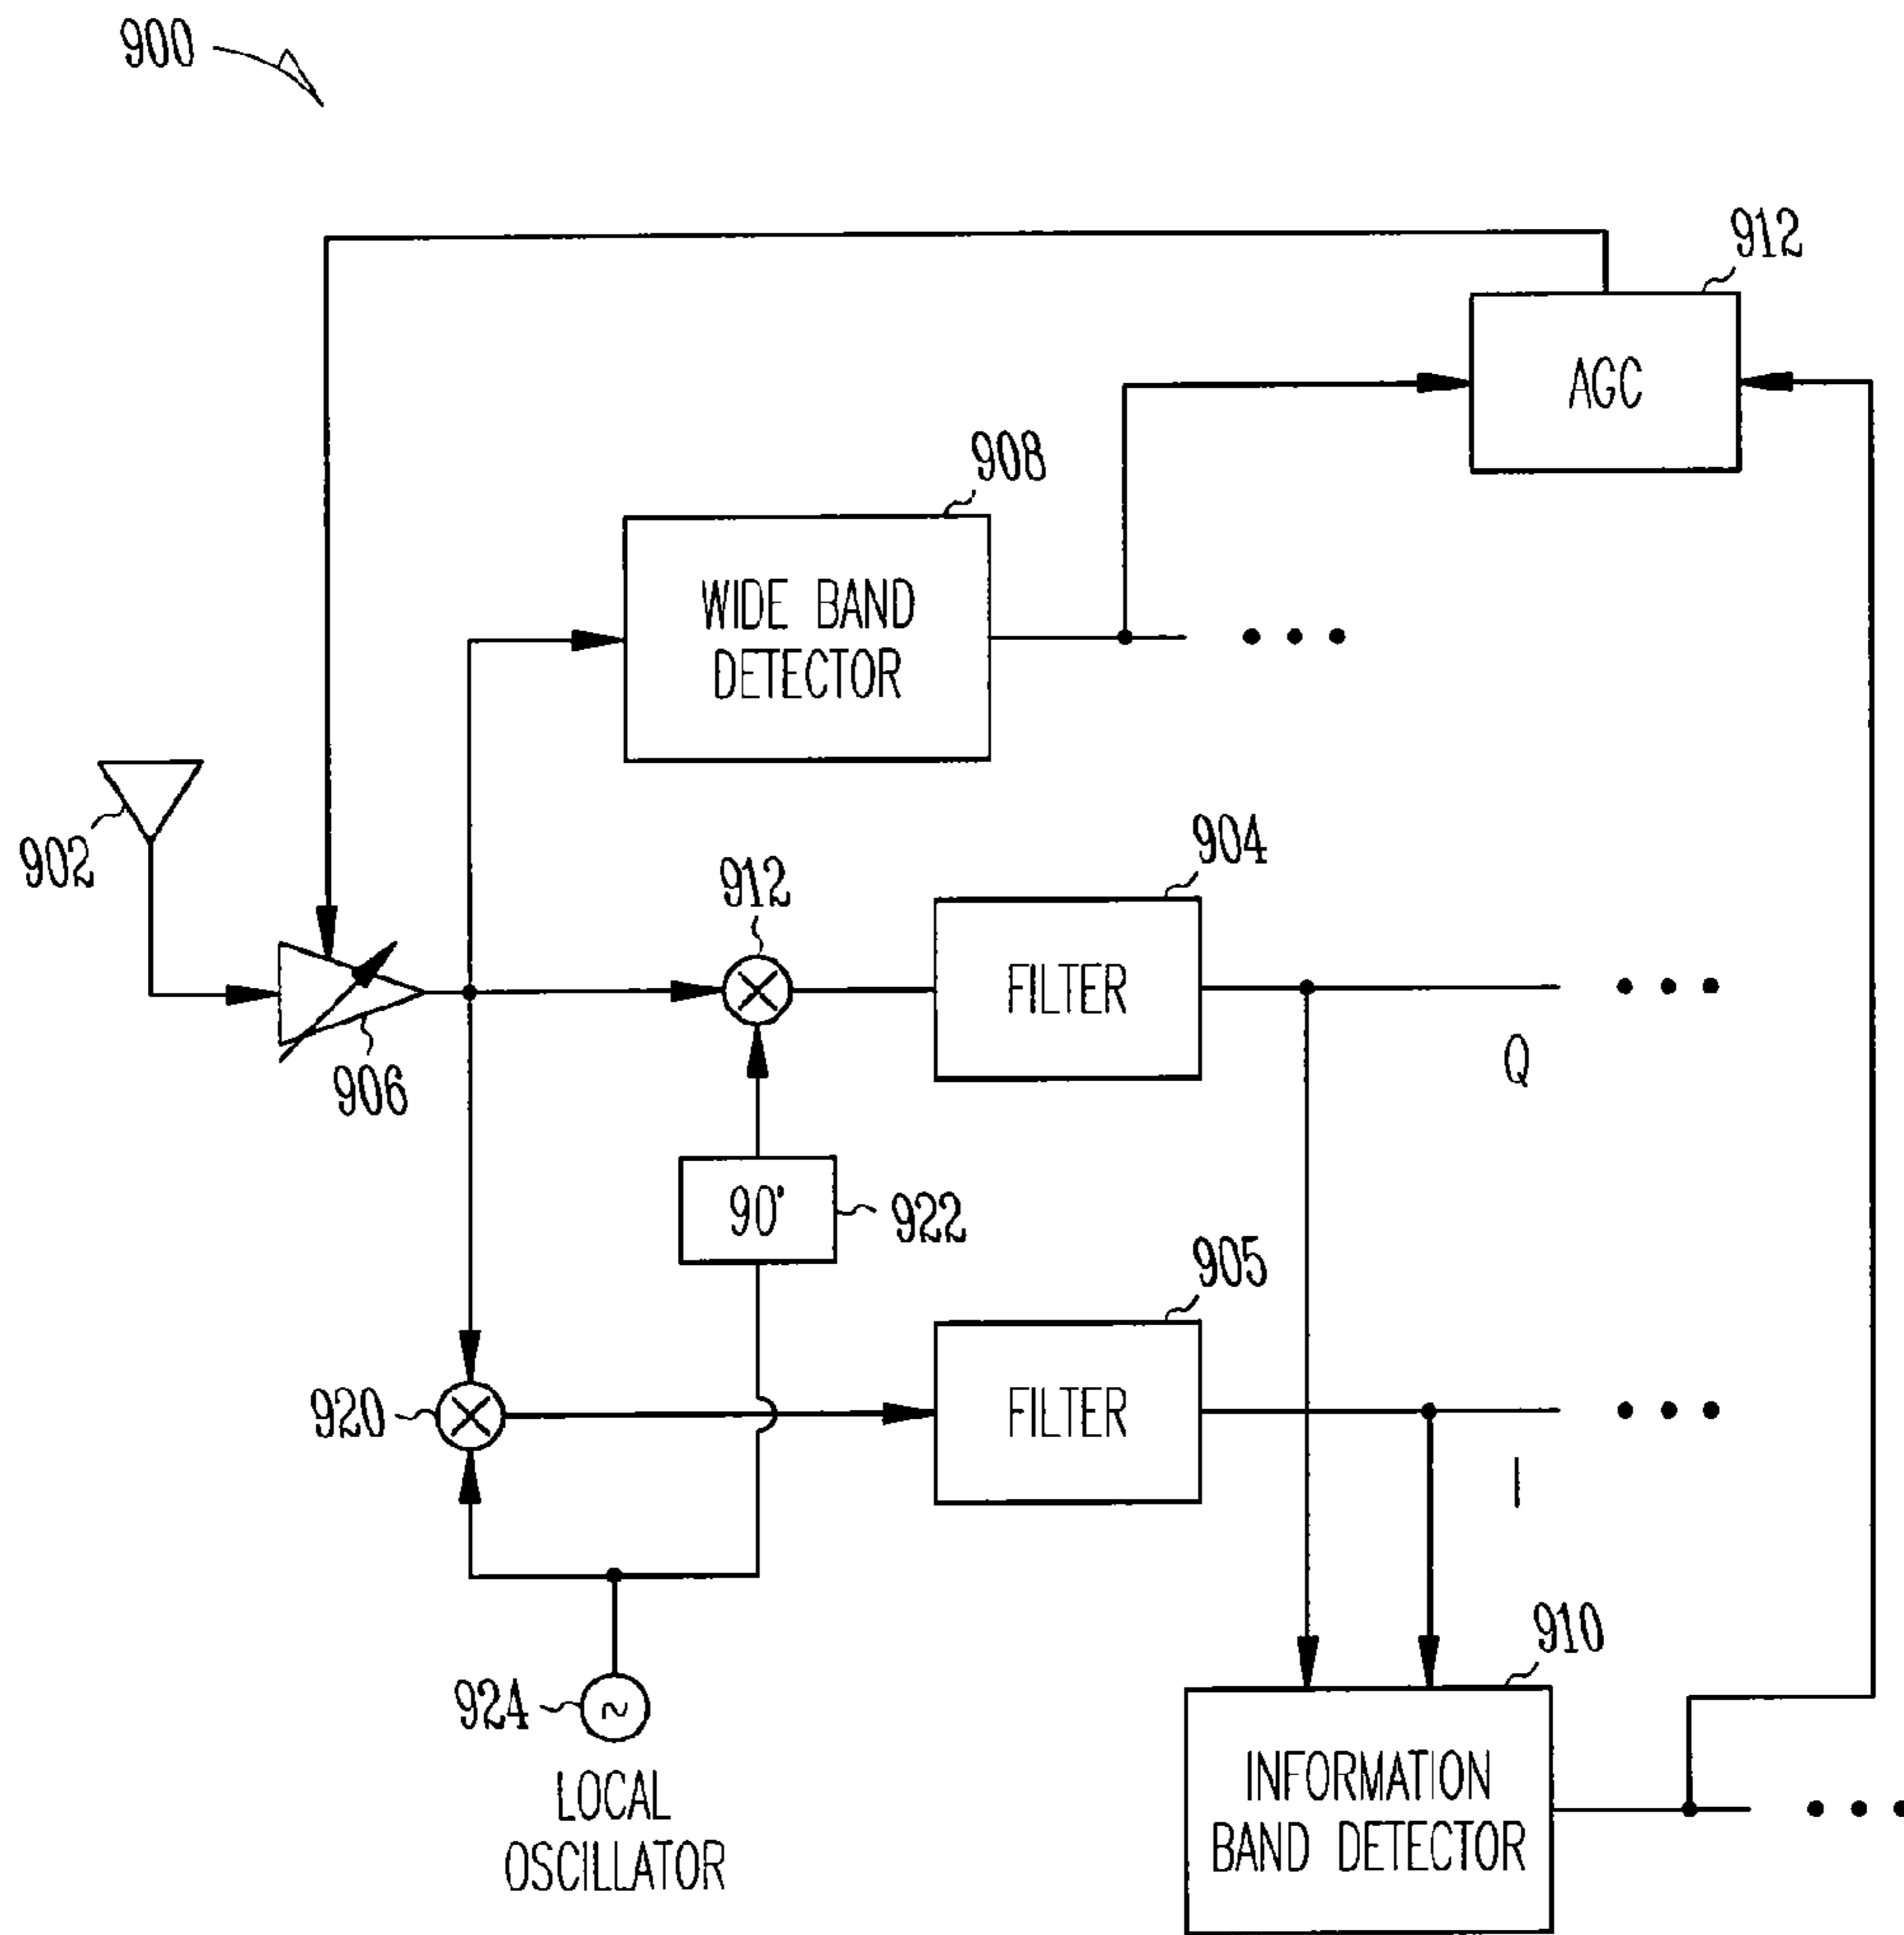 900
912
AGC
908
WIDE BAND
DETECTOR
902
904
912
FILTER
906
Q
90°
922
905
920
FILTER
I
910
924
LOCAL
OSCILLATOR
INFORMATION
BAND DETECTOR